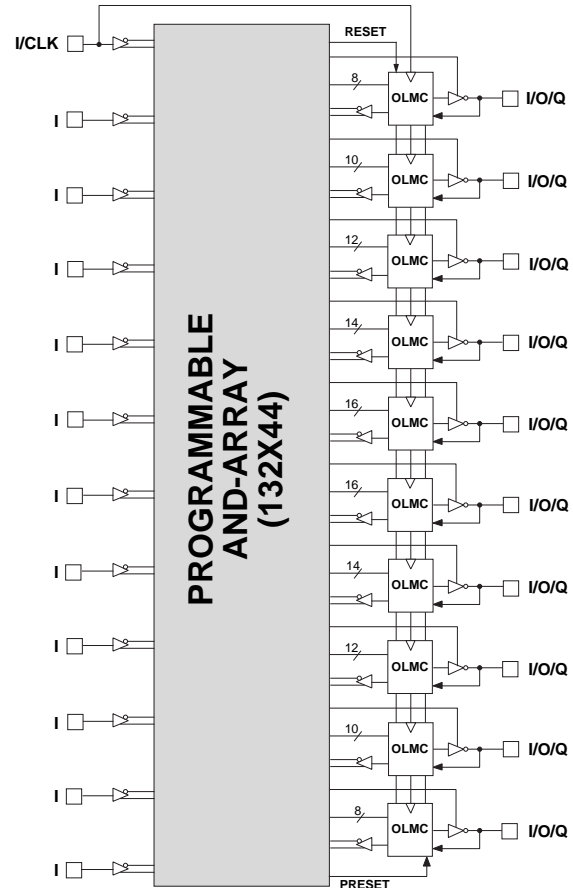 RESET
I/CLK
8
OLMC
I/O/Q
I
10
OLMC
I/O/Q
I
12
OLMC
I/O/Q
I
14
OLMC
I/O/Q
I
PROGRAMMABLE
AND-ARRAY
(132X44)
16
OLMC
I/O/Q
I
16
OLMC
I/O/Q
I
14
OLMC
I/O/Q
I
12
OLMC
I/O/Q
I
10
OLMC
I/O/Q
I
8
OLMC
I/O/Q
I
I
PRESET